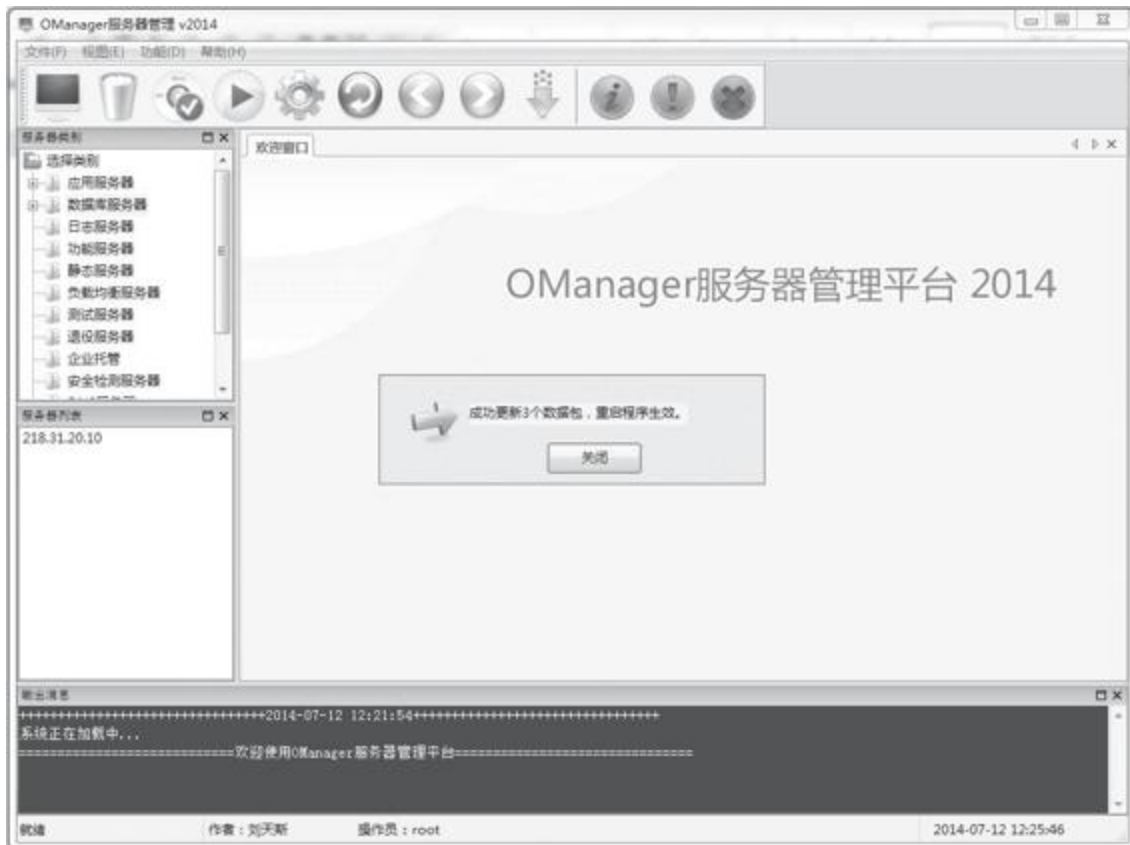 OManager服务器管理 v2014
文件(F) 视图(E) 功能(D) 帮助(H)
服务器类别
欢迎窗口
选择类别
应用服务器
数据库服务器
日志服务器
功能服务器
静态服务器
负载均衡服务器
测试服务器
退役服务器
企业托管
安全检测服务器
OManager服务器管理平台 2014
成功更新3个数据包，重启程序生效。
关闭
服务器列表
218.31.20.10
输出消息
++++++++++++++++++++++++++++++++2014-07-12 12:21:54++++++++++++++++++++++++++++++++
系统正在加载中...
============================欢迎使用OManager服务器管理平台===============================
就绪 作者：刘天斯 操作员：root 2014-07-12 12:25:46